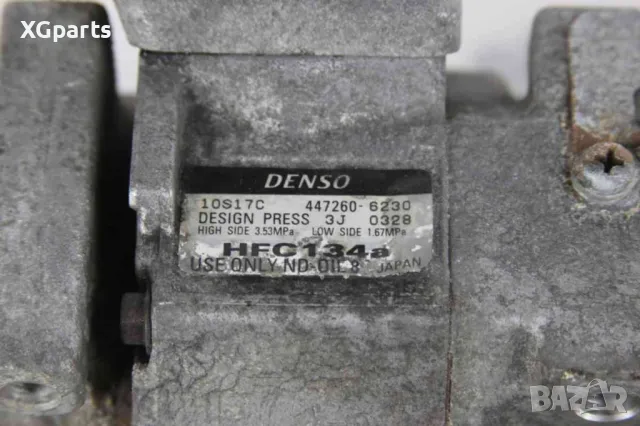 XGparts
DENSO
10S17C 447260-6230
DESIGN PRESS 3J 0328
HIGH SIDE 3.53MPa LOW SIDE 1.67MPa
HFC134a
USE ONLY ND-OIL 8 JAPAN
BAZAR
bg